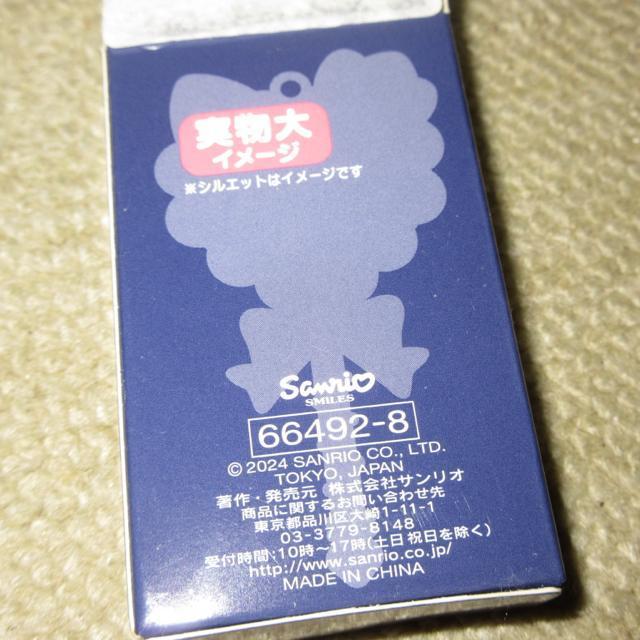 実物大
イメージ
※シルエットはイメージです
Sanrio
SMILES
66492-8
© 2024 SANRIO CO., LTD.
TOKYO, JAPAN
著作・発売元 株式会社サンリオ
商品に関するお問い合わせ先
東京都品川区大崎1-11-1
03-3779-8148
受付時間:10時~17時(土日祝日を除く)
http://www.sanrio.co.jp/
MADE IN CHINA